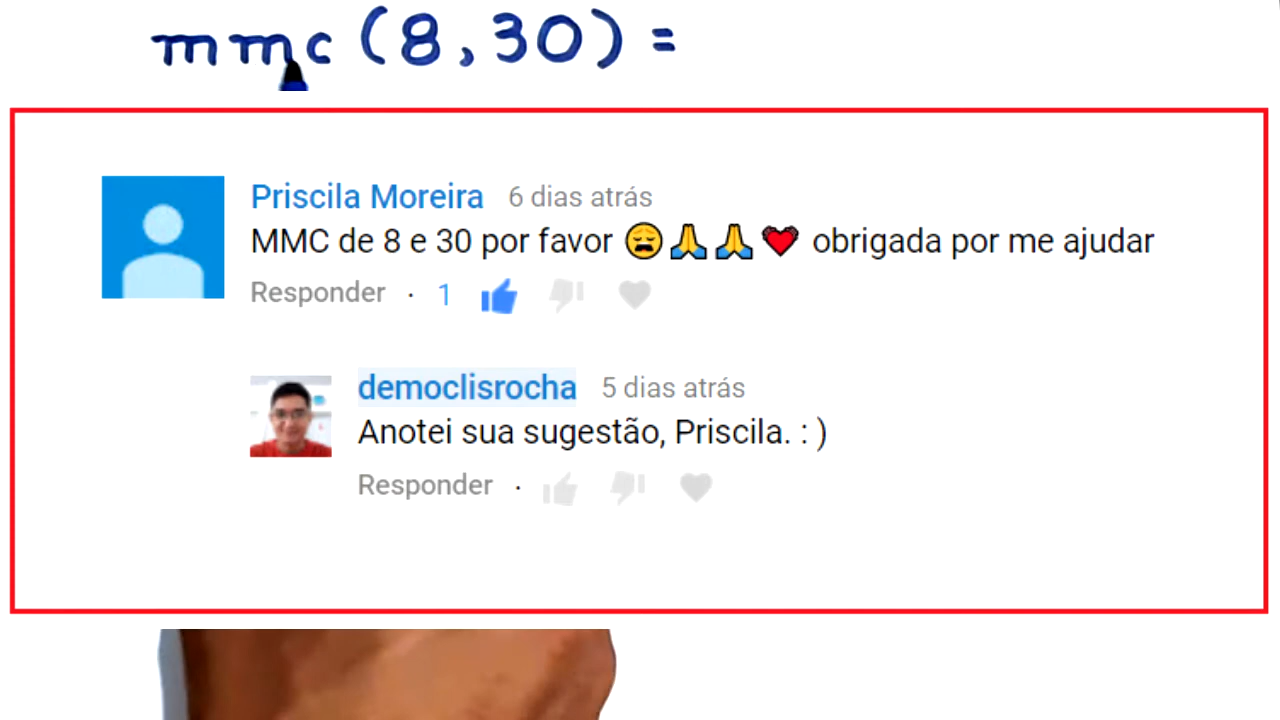 mmc (8,30) =
Priscila Moreira 6 dias atrás
MMC de 8 e 30 por favor 😩🙏🙏💓 obrigada por me ajudar
Responder · 1
democlisrocha 5 dias atrás
Anotei sua sugestão, Priscila. : )
Responder ·